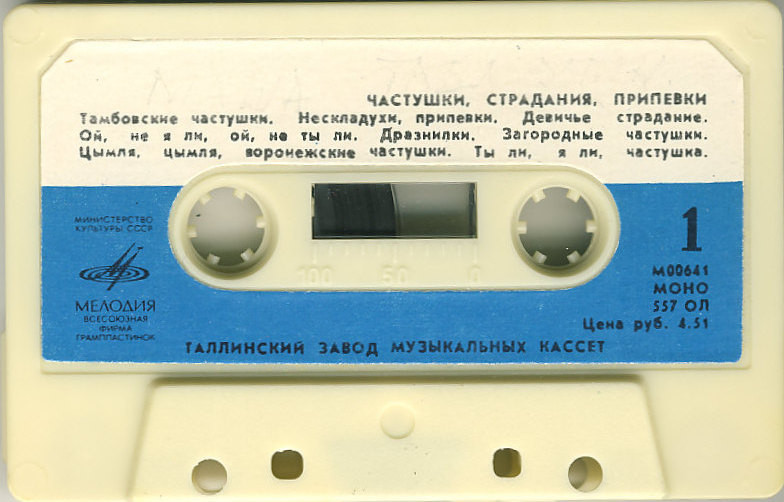 ЧАСТУШКИ, СТРАДАНИЯ, ПРИПЕВКИ
Тамбовские частушки. Нескладухи, припевки. Девичье страдание.
Ой, не я ли, ой, не ты ли. Дразнилки. Загородные частушки.
Цымля, цымля, воронежские частушки. Ты ли, я ли, частушка.
МИНИСТЕРСТВО
КУЛЬТУРЫ СССР
МЕЛОДИЯ
ВСЕСОЮЗНАЯ
ФИРМА
ГРАМПЛАСТИНОК
100 50 0
1
М00641
МОНО
557 ОЛ
Цена руб. 4.51
ТАЛЛИНСКИЙ ЗАВОД МУЗЫКАЛЬНЫХ КАССЕТ